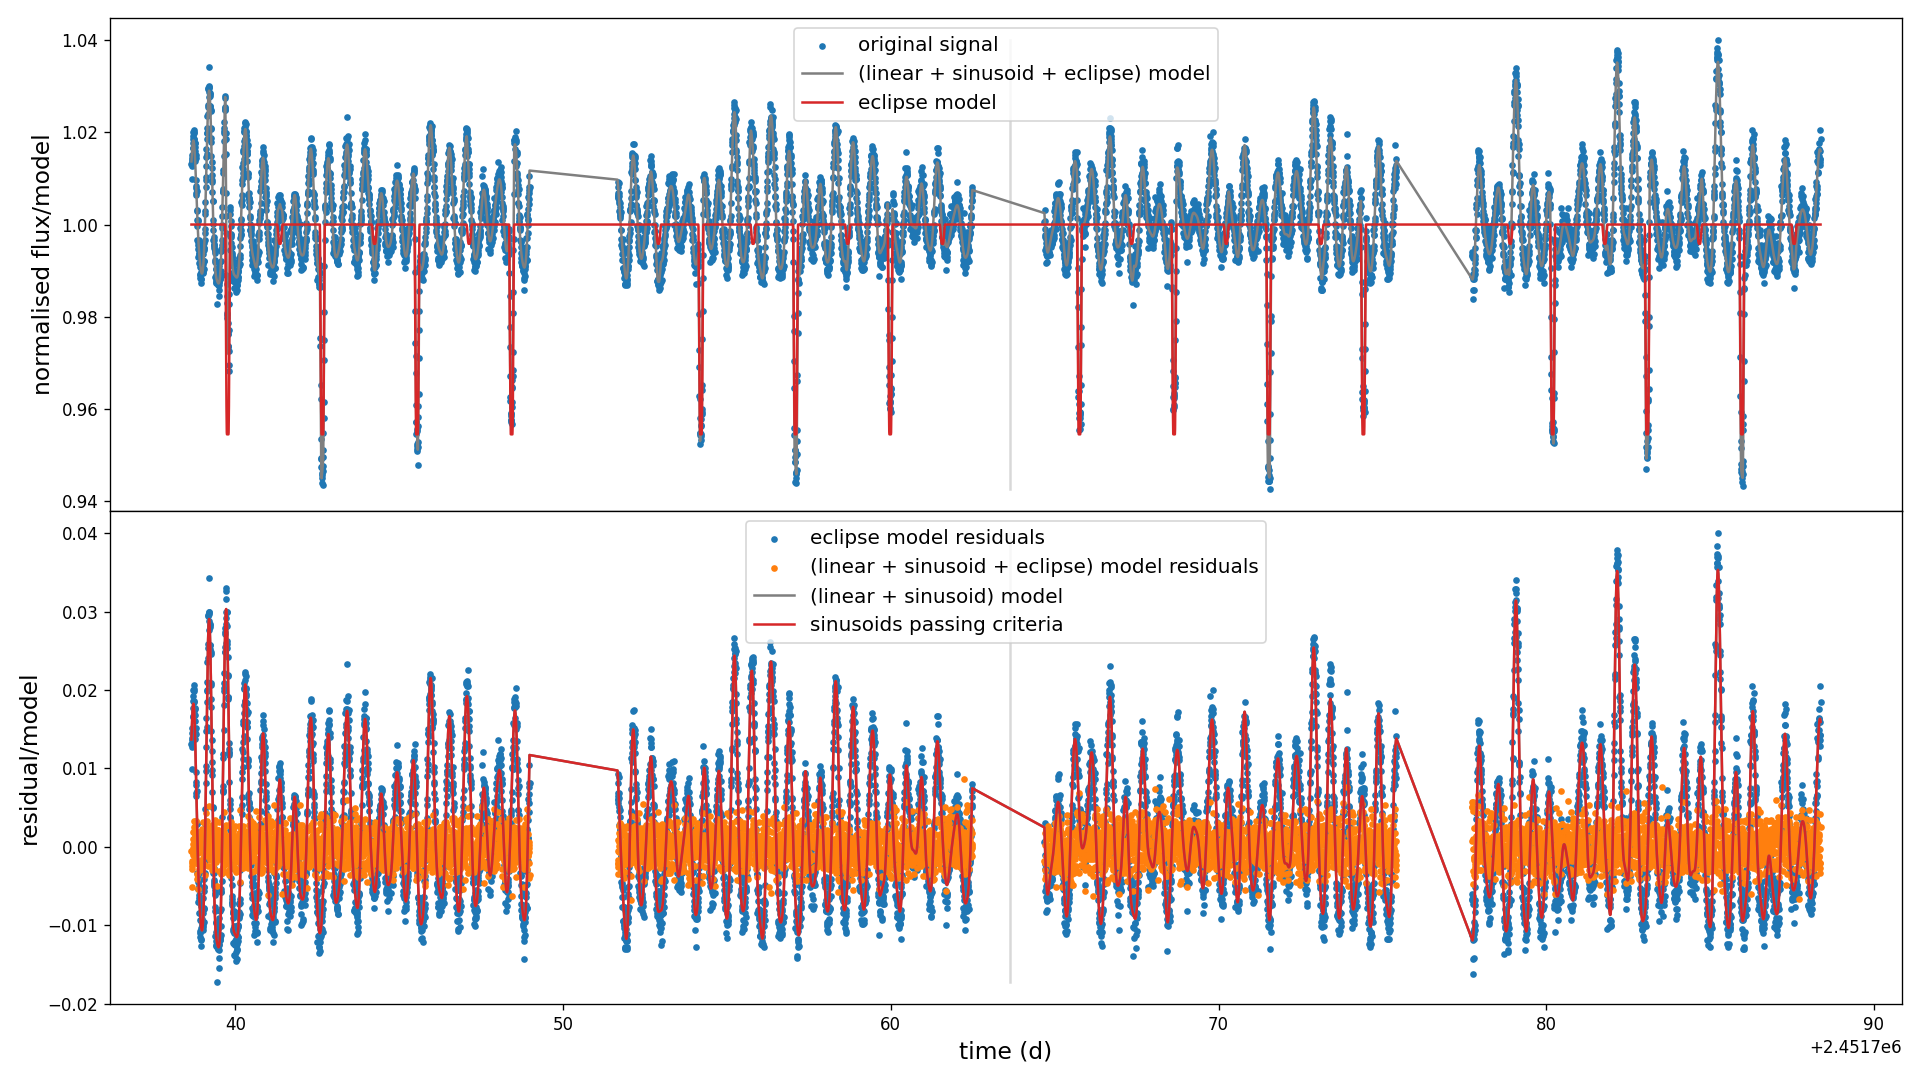 original signal
(linear + sinusoid + eclipse) model
eclipse model
normalised flux/model
1.04
1.02
1.00
0.98
0.96
0.94
eclipse model residuals
(linear + sinusoid + eclipse) model residuals
(linear + sinusoid) model
sinusoids passing criteria
residual/model
0.04
0.03
0.02
0.01
0.00
−0.01
−0.02
40 50 60 70 80 90
time (d)
+2.4517e6